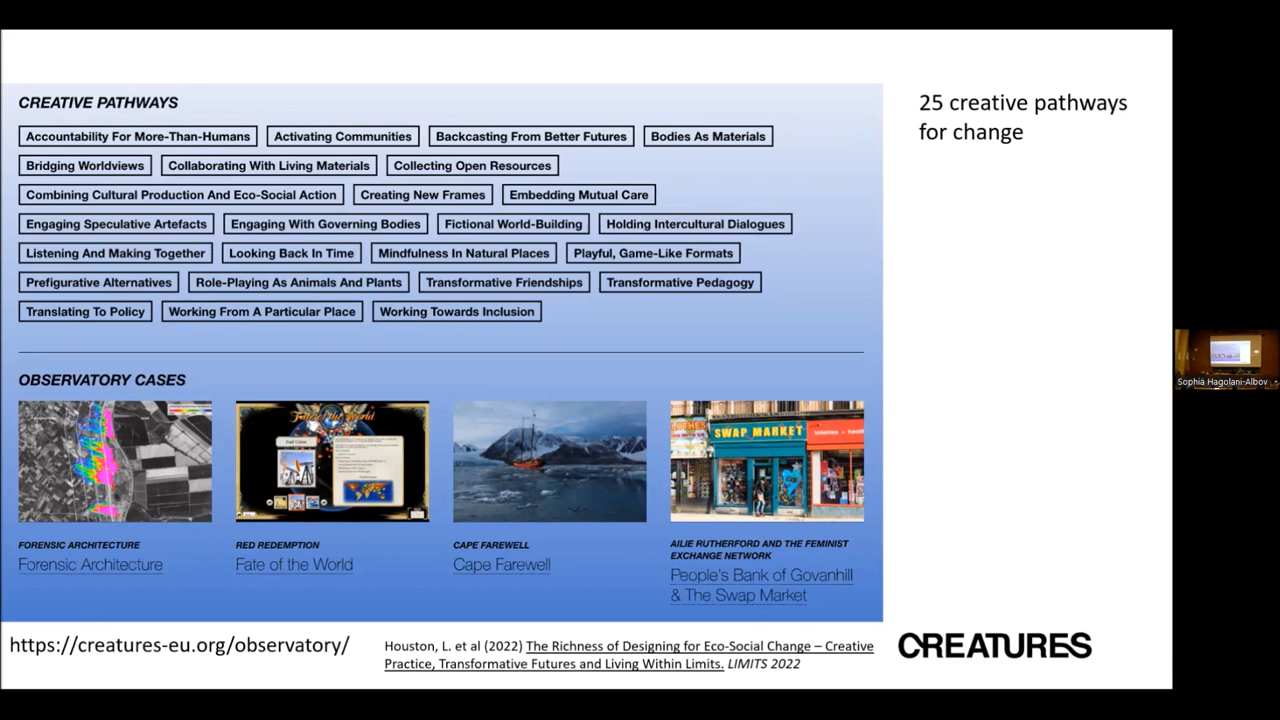 CREATIVE PATHWAYS
Accountability For More-Than-Humans Activating Communities Backcasting From Better Futures Bodies As Materials
Bridging Worldviews Collaborating With Living Materials Collecting Open Resources
Combining Cultural Production And Eco-Social Action Creating New Frames Embedding Mutual Care
Engaging Speculative Artefacts Engaging With Governing Bodies Fictional World-Building Holding Intercultural Dialogues
Listening And Making Together Looking Back In Time Mindfulness In Natural Places Playful, Game-Like Formats
Prefigurative Alternatives Role-Playing As Animals And Plants Transformative Friendships Transformative Pedagogy
Translating To Policy Working From A Particular Place Working Towards Inclusion
25 creative pathways
for change
OBSERVATORY CASES
Fate of the World
SWAP MARKET
FORENSIC ARCHITECTURE
Forensic Architecture
RED REDEMPTION
Fate of the World
CAPE FAREWELL
Cape Farewell
AILIE RUTHERFORD AND THE FEMINIST
EXCHANGE NETWORK
People's Bank of Govanhill
& The Swap Market
https://creatures-eu.org/observatory/
Houston, L. et al (2022) The Richness of Designing for Eco-Social Change – Creative
Practice, Transformative Futures and Living Within Limits. LIMITS 2022
CREATURES
Sophia Hagolani-Albov